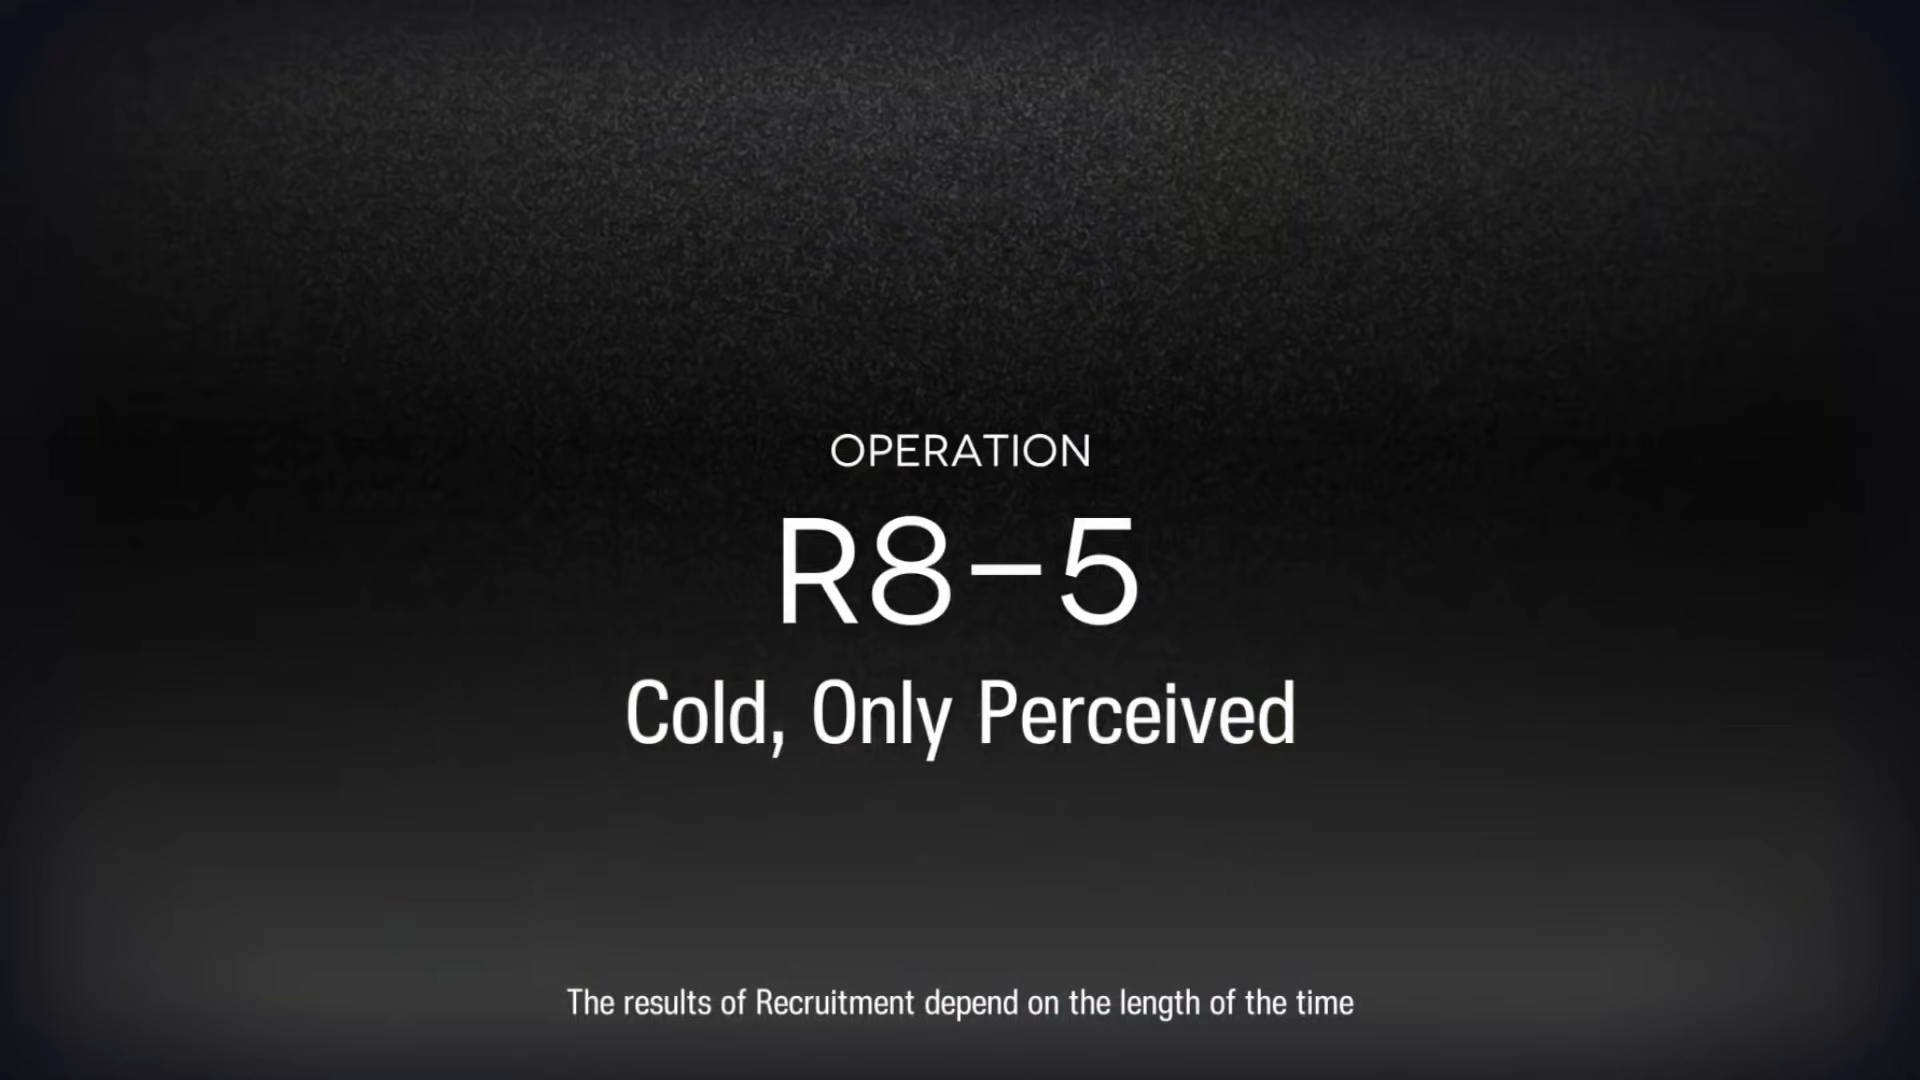 OPERATION
R8-5
Cold, Only Perceived
The results of Recruitment depend on the length of the time